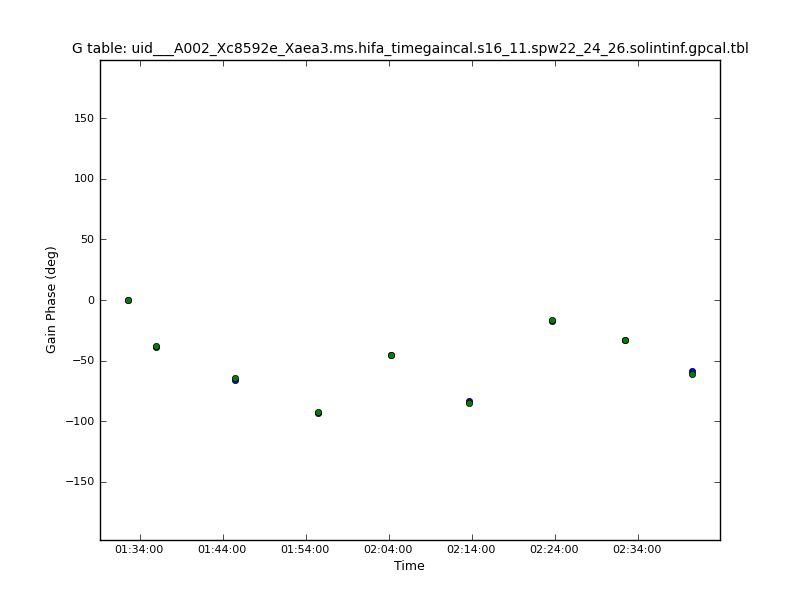 G table: uid___A002_Xc8592e_Xaea3.ms.hifa_timegaincal.s16_11.spw22_24_26.solintinf.gpcal.tbl
150
100
50
0
−50
−100
−150
Gain Phase (deg)
01:34:00 01:44:00 01:54:00 02:04:00 02:14:00 02:24:00 02:34:00
Time